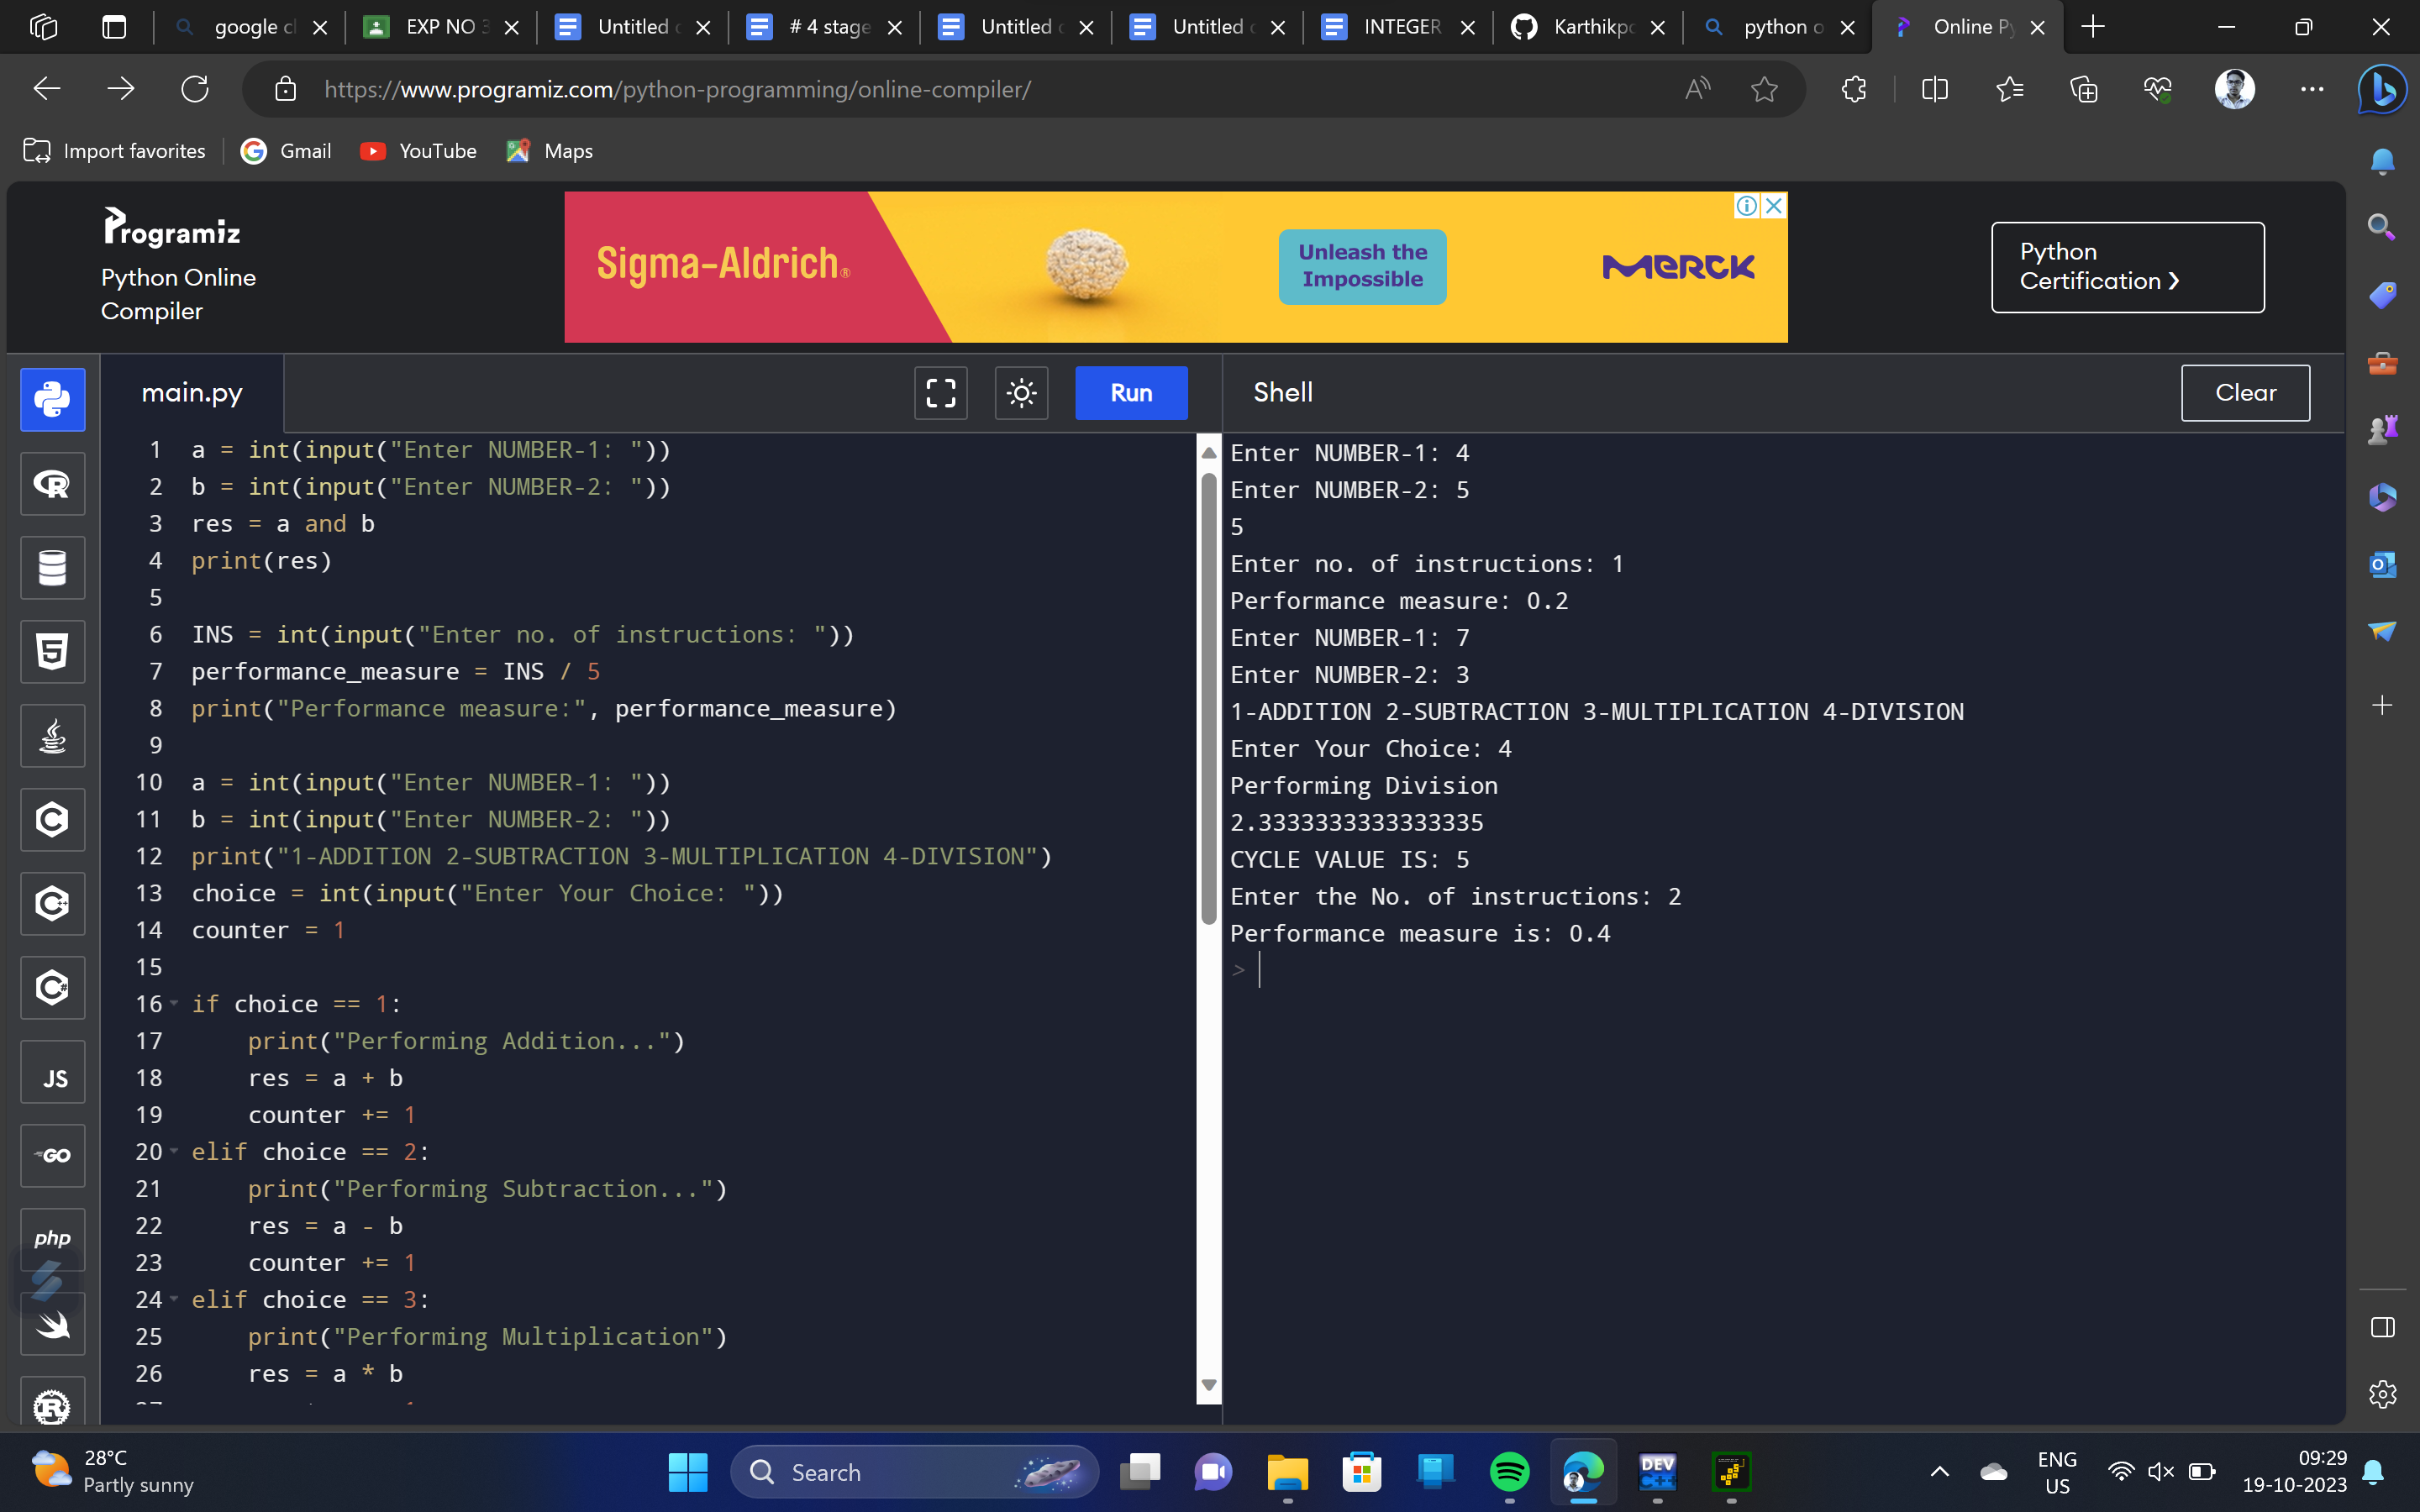 google cl
EXP NO 3
Untitled d
# 4 stage
Untitled d
Untitled d
INTEGER
Karthikpo
python o
Online Py
https://www.programiz.com/python-programming/online-compiler/
Import favorites
Gmail
YouTube
Maps
Programiz
Python Online
Compiler
Sigma-Aldrich®
Unleash the
Impossible
MERCK
Python
Certification ❯
main.py
Run
Shell
Clear
1 a = int(input("Enter NUMBER-1: "))
2 b = int(input("Enter NUMBER-2: "))
3 res = a and b
4 print(res)
5
6 INS = int(input("Enter no. of instructions: "))
7 performance_measure = INS / 5
8 print("Performance measure:", performance_measure)
9
10 a = int(input("Enter NUMBER-1: "))
11 b = int(input("Enter NUMBER-2: "))
12 print("1-ADDITION 2-SUBTRACTION 3-MULTIPLICATION 4-DIVISION")
13 choice = int(input("Enter Your Choice: "))
14 counter = 1
15
16 if choice == 1:
17 print("Performing Addition...")
18 res = a + b
19 counter += 1
20 elif choice == 2:
21 print("Performing Subtraction...")
22 res = a - b
23 counter += 1
24 elif choice == 3:
25 print("Performing Multiplication")
26 res = a * b
Enter NUMBER-1: 4
Enter NUMBER-2: 5
5
Enter no. of instructions: 1
Performance measure: 0.2
Enter NUMBER-1: 7
Enter NUMBER-2: 3
1-ADDITION 2-SUBTRACTION 3-MULTIPLICATION 4-DIVISION
Enter Your Choice: 4
Performing Division
2.3333333333333335
CYCLE VALUE IS: 5
Enter the No. of instructions: 2
Performance measure is: 0.4
>
R
5
C
C++
C#
JS
GO
php
R
28°C
Partly sunny
Search
DEV
C++
ENG
US
09:29
19-10-2023